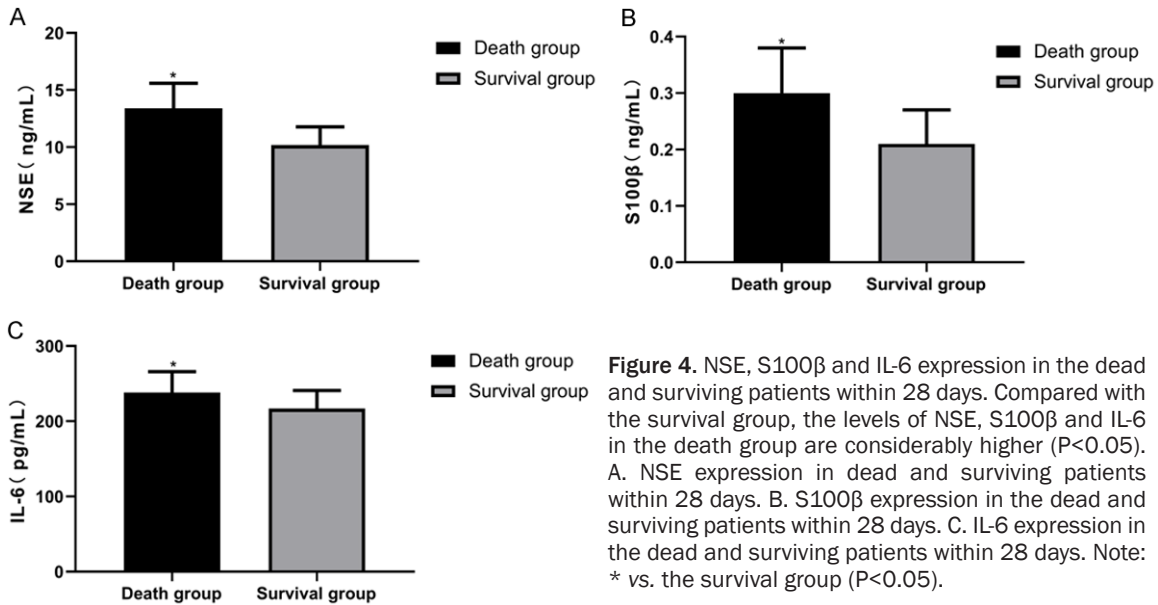 A
20
15
10
5
0
NSE( ng/mL)
*
Death group
Survival group
Death group
Survival group
B
0.4
0.3
0.2
0.1
0.0
S100β( ng/mL)
*
Death group
Survival group
Death group
Survival group
C
300
200
100
0
IL-6( pg/mL)
*
Death group
Survival group
Death group
Survival group
Figure 4. NSE, S100β and IL-6 expression in the dead
and surviving patients within 28 days. Compared with
the survival group, the levels of NSE, S100β and IL-6
in the death group are considerably higher (P<0.05).
A. NSE expression in dead and surviving patients
within 28 days. B. S100β expression in the dead and
surviving patients within 28 days. C. IL-6 expression in
the dead and surviving patients within 28 days. Note:
* vs. the survival group (P<0.05).